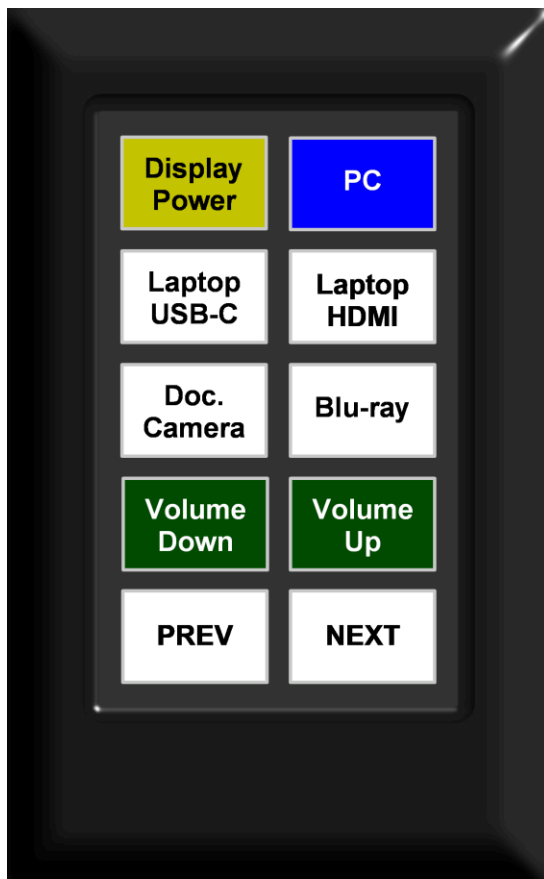 Display
Power
PC
Laptop
USB-C
Laptop
HDMI
Doc.
Camera
Blu-ray
Volume
Down
Volume
Up
PREV
NEXT